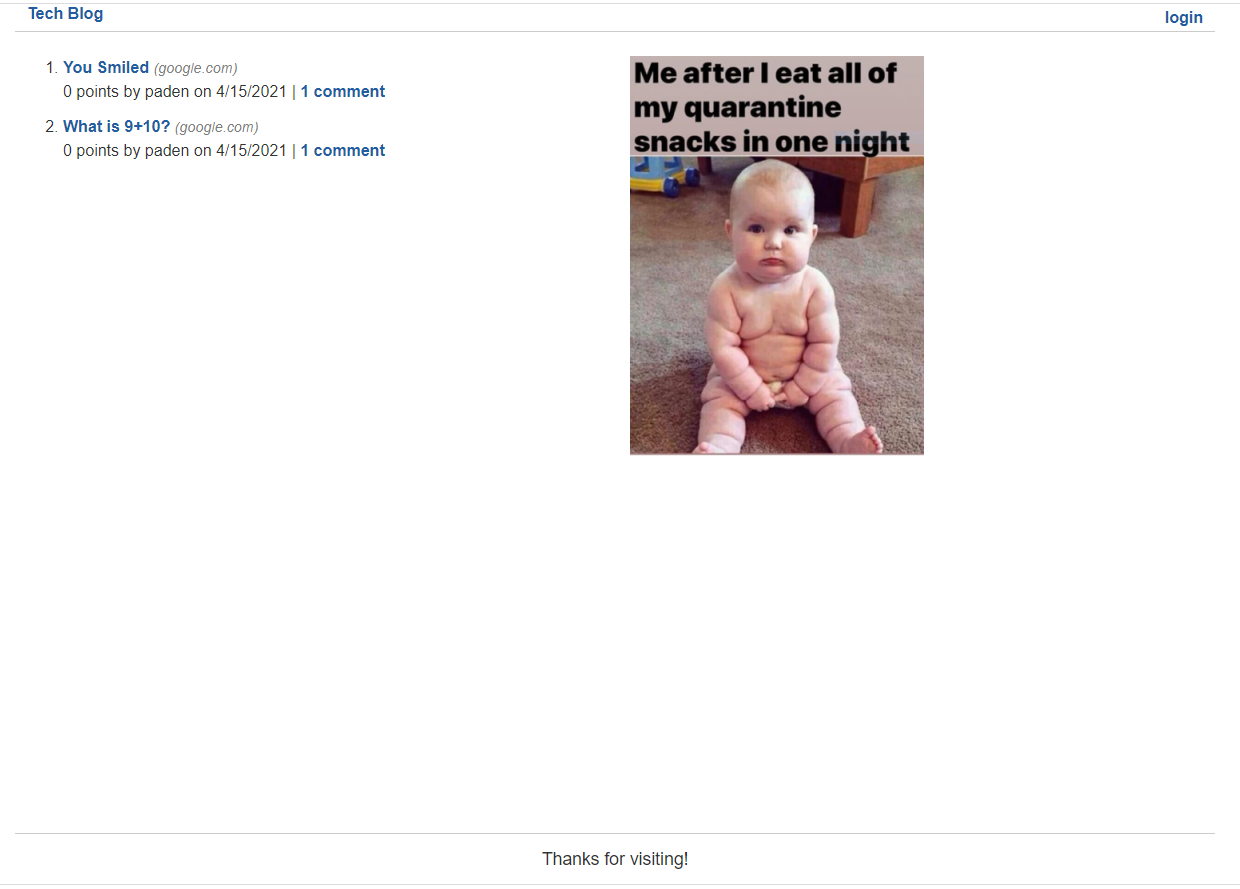 Tech Blog
login
1. You Smiled (google.com)
0 points by paden on 4/15/2021 | 1 comment
2. What is 9+10? (google.com)
0 points by paden on 4/15/2021 | 1 comment
Me after I eat all of
my quarantine
snacks in one night
Thanks for visiting!